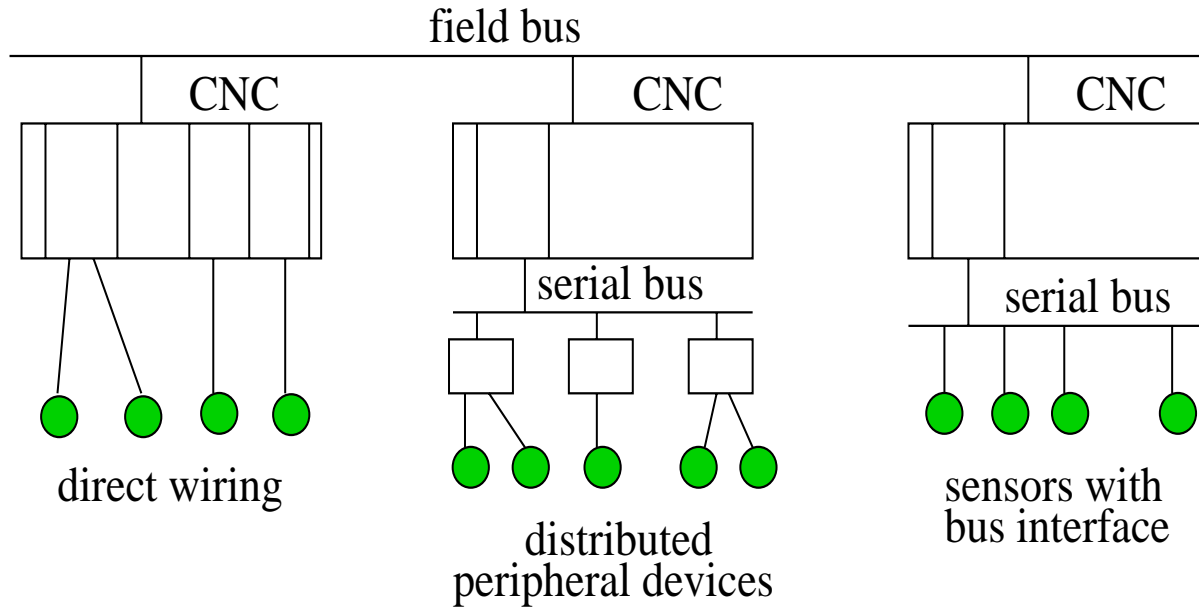 field bus
CNC
CNC
CNC
serial bus
serial bus
direct wiring
distributed
peripheral devices
sensors with
bus interface